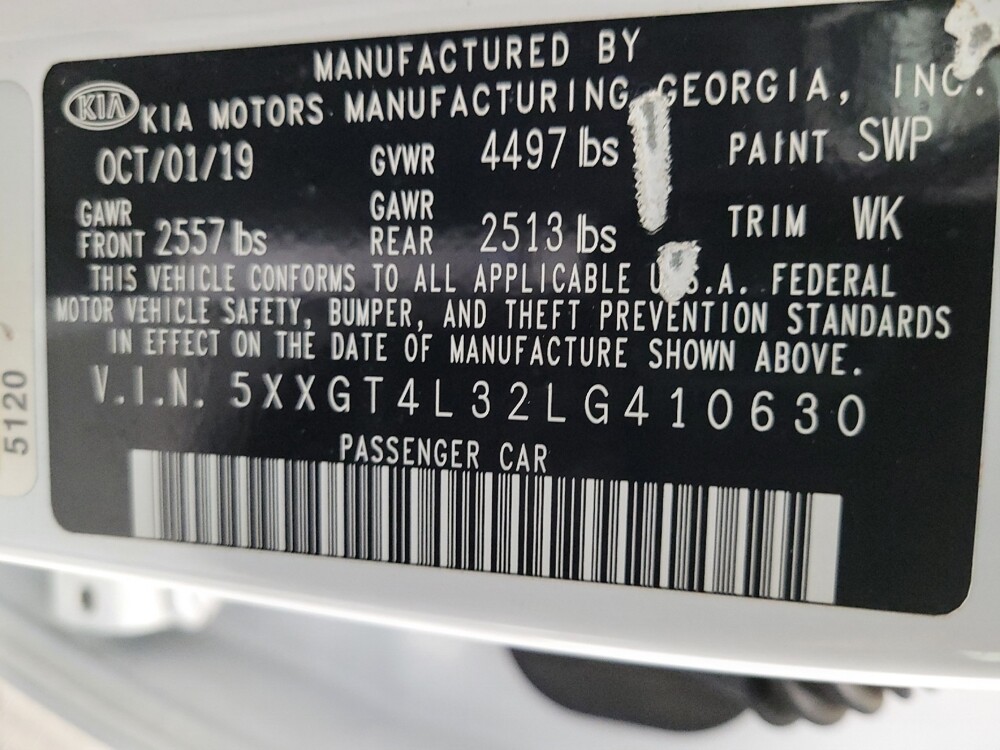 MANUFACTURED BY
KIA KIA MOTORS MANUFACTURING GEORGIA, INC.
OCT/01/19 GVWR 4497 lbs PAINT SWP
GAWR FRONT 2557 lbs GAWR REAR 2513 lbs TRIM WK
THIS VEHICLE CONFORMS TO ALL APPLICABLE U.S.A. FEDERAL
MOTOR VEHICLE SAFETY, BUMPER, AND THEFT PREVENTION STANDARDS
IN EFFECT ON THE DATE OF MANUFACTURE SHOWN ABOVE.
V.I.N. 5XXGT4L32LG410630
PASSENGER CAR
5120